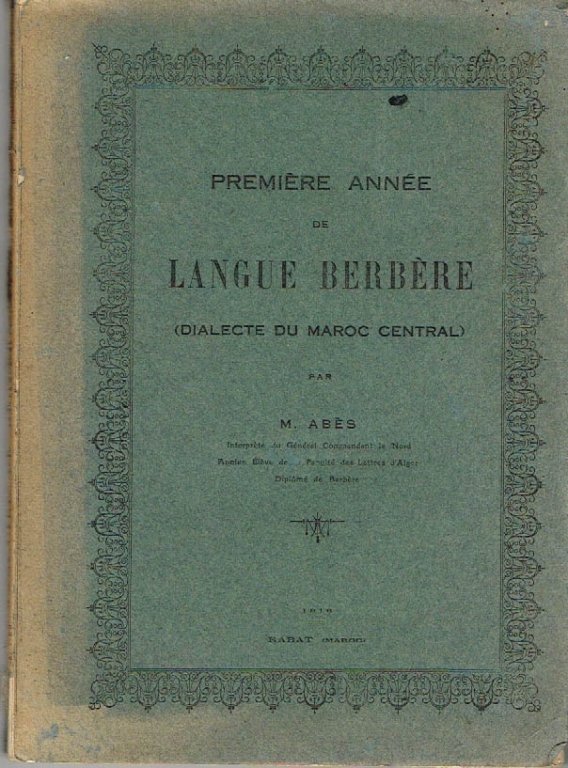 PREMIÈRE ANNÉE
DE
LANGUE BERBÈRE
(DIALECTE DU MAROC CENTRAL)
PAR
M. ABÈS
Interprète du Général Commandant le Nord
Ancien Élève de Faculté des Lettres d'Alger
Diplômé de Berbère
RABAT (MAROC)